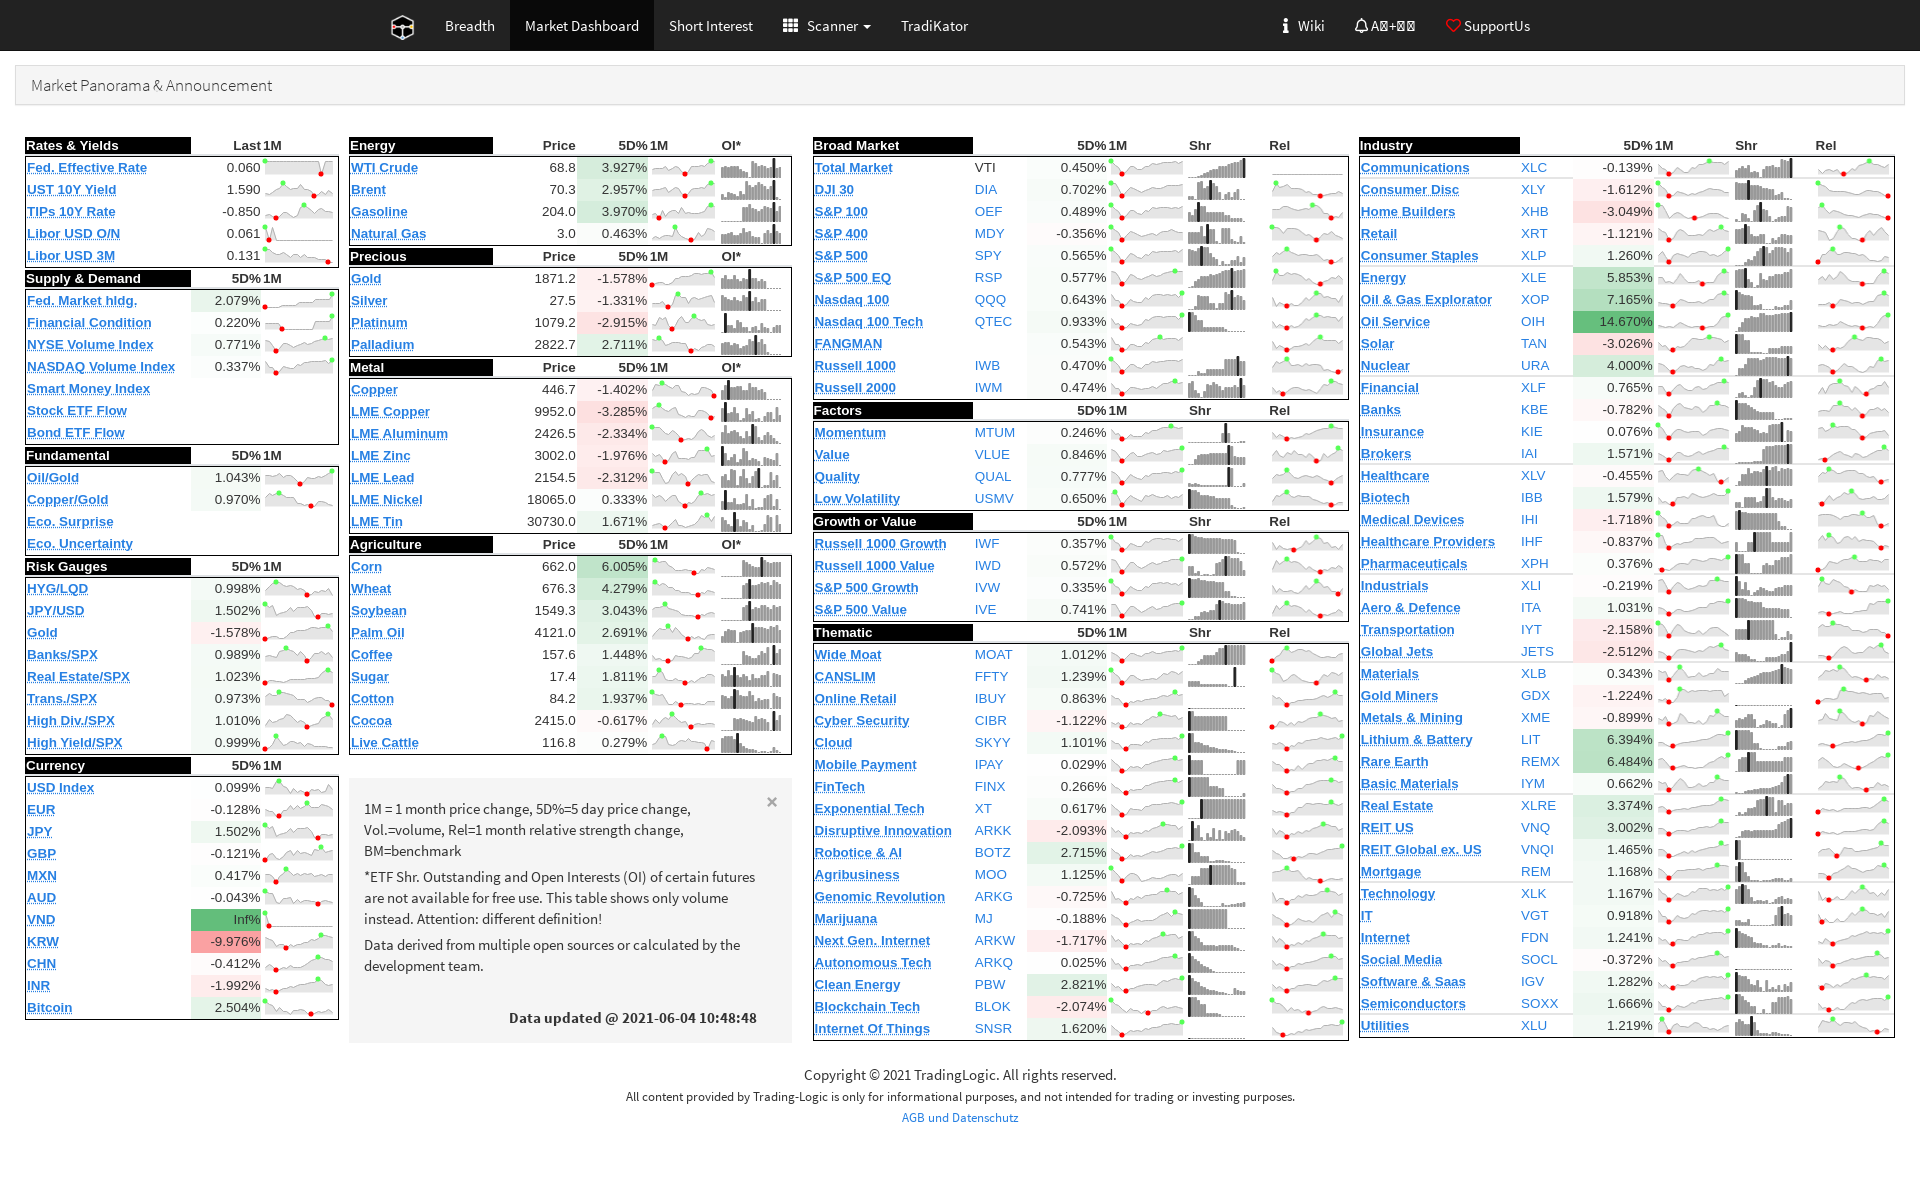 Breadth
Market Dashboard
Short Interest
Scanner
TradiKator
Wiki
SupportUs
Market Panorama & Announcement
Rates & Yields Last 1M
Fed. Effective Rate 0.060
UST 10Y Yield 1.590
TIPs 10Y Rate -0.850
Libor USD O/N 0.061
Libor USD 3M 0.131
Supply & Demand 5D% 1M
Fed. Market hldg. 2.079%
Financial Condition 0.220%
NYSE Volume Index 0.771%
NASDAQ Volume Index 0.337%
Smart Money Index
Stock ETF Flow
Bond ETF Flow
Fundamental 5D% 1M
Oil/Gold 1.043%
Copper/Gold 0.970%
Eco. Surprise
Eco. Uncertainty
Risk Gauges 5D% 1M
HYG/LQD 0.998%
JPY/USD 1.502%
Gold -1.578%
Banks/SPX 0.989%
Real Estate/SPX 1.023%
Trans./SPX 0.973%
High Div./SPX 1.010%
High Yield/SPX 0.999%
Currency 5D% 1M
USD Index 0.099%
EUR -0.128%
JPY 1.502%
GBP -0.121%
MXN 0.417%
AUD -0.043%
VND Inf%
KRW -9.976%
CHN -0.412%
INR -1.992%
Bitcoin 2.504%
Energy Price 5D% 1M OI*
WTI Crude 68.8 3.927%
Brent 70.3 2.957%
Gasoline 204.0 3.970%
Natural Gas 3.0 0.463%
Precious Price 5D% 1M OI*
Gold 1871.2 -1.578%
Silver 27.5 -1.331%
Platinum 1079.2 -2.915%
Palladium 2822.7 2.711%
Metal Price 5D% 1M OI*
Copper 446.7 -1.402%
LME Copper 9952.0 -3.285%
LME Aluminum 2426.5 -2.334%
LME Zinc 3002.0 -1.976%
LME Lead 2154.5 -2.312%
LME Nickel 18065.0 0.333%
LME Tin 30730.0 1.671%
Agriculture Price 5D% 1M OI*
Corn 662.0 6.005%
Wheat 676.3 4.279%
Soybean 1549.3 3.043%
Palm Oil 4121.0 2.691%
Coffee 157.6 1.448%
Sugar 17.4 1.811%
Cotton 84.2 1.937%
Cocoa 2415.0 -0.617%
Live Cattle 116.8 0.279%
×
1M = 1 month price change, 5D%=5 day price change,
Vol.=volume, Rel=1 month relative strength change,
BM=benchmark
*ETF Shr. Outstanding and Open Interests (OI) of certain futures
are not available for free use. This table shows only volume
instead. Attention: different definition!
Data derived from multiple open sources or calculated by the
development team.
Data updated @ 2021-06-04 10:48:48
Broad Market 5D% 1M Shr Rel
Total Market VTI 0.450%
DJI 30 DIA 0.702%
S&P 100 OEF 0.489%
S&P 400 MDY -0.356%
S&P 500 SPY 0.565%
S&P 500 EQ RSP 0.577%
Nasdaq 100 QQQ 0.643%
Nasdaq 100 Tech QTEC 0.933%
FANGMAN 0.543%
Russell 1000 IWB 0.470%
Russell 2000 IWM 0.474%
Factors 5D% 1M Shr Rel
Momentum MTUM 0.246%
Value VLUE 0.846%
Quality QUAL 0.777%
Low Volatility USMV 0.650%
Growth or Value 5D% 1M Shr Rel
Russell 1000 Growth IWF 0.357%
Russell 1000 Value IWD 0.572%
S&P 500 Growth IVW 0.335%
S&P 500 Value IVE 0.741%
Thematic 5D% 1M Shr Rel
Wide Moat MOAT 1.012%
CANSLIM FFTY 1.239%
Online Retail IBUY 0.863%
Cyber Security CIBR -1.122%
Cloud SKYY 1.101%
Mobile Payment IPAY 0.029%
FinTech FINX 0.266%
Exponential Tech XT 0.617%
Disruptive Innovation ARKK -2.093%
Robotice & AI BOTZ 2.715%
Agribusiness MOO 1.125%
Genomic Revolution ARKG -0.725%
Marijuana MJ -0.188%
Next Gen. Internet ARKW -1.717%
Autonomous Tech ARKQ 0.025%
Clean Energy PBW 2.821%
Blockchain Tech BLOK -2.074%
Internet Of Things SNSR 1.620%
Industry 5D% 1M Shr Rel
Communications XLC -0.139%
Consumer Disc XLY -1.612%
Home Builders XHB -3.049%
Retail XRT -1.121%
Consumer Staples XLP 1.260%
Energy XLE 5.853%
Oil & Gas Explorator XOP 7.165%
Oil Service OIH 14.670%
Solar TAN -3.026%
Nuclear URA 4.000%
Financial XLF 0.765%
Banks KBE -0.782%
Insurance KIE 0.076%
Brokers IAI 1.571%
Healthcare XLV -0.455%
Biotech IBB 1.579%
Medical Devices IHI -1.718%
Healthcare Providers IHF -0.837%
Pharmaceuticals XPH 0.376%
Industrials XLI -0.219%
Aero & Defence ITA 1.031%
Transportation IYT -2.158%
Global Jets JETS -2.512%
Materials XLB 0.343%
Gold Miners GDX -1.224%
Metals & Mining XME -0.899%
Lithium & Battery LIT 6.394%
Rare Earth REMX 6.484%
Basic Materials IYM 0.662%
Real Estate XLRE 3.374%
REIT US VNQ 3.002%
REIT Global ex. US VNQI 1.465%
Mortgage REM 1.168%
Technology XLK 1.167%
IT VGT 0.918%
Internet FDN 1.241%
Social Media SOCL -0.372%
Software & Saas IGV 1.282%
Semiconductors SOXX 1.666%
Utilities XLU 1.219%
Copyright © 2021 TradingLogic. All rights reserved.
All content provided by Trading-Logic is only for informational purposes, and not intended for trading or investing purposes.
AGB und Datenschutz